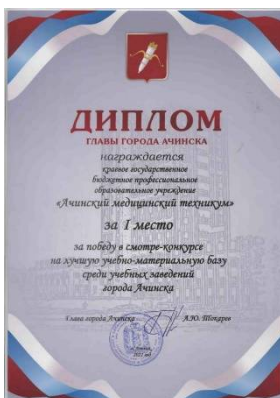 ДИПЛОМ
ГЛАВЫ ГОРОДА АЧИНСКА
награждается
краевое государственное
бюджетное профессиональное
образовательное учреждение
«Ачинский медицинский техникум»
за I место
за победу в смотре-конкурсе
на лучшую учебно-материальную базу
среди учебных заведений
города Ачинска
Глава города Ачинска А.Ю. Токарев